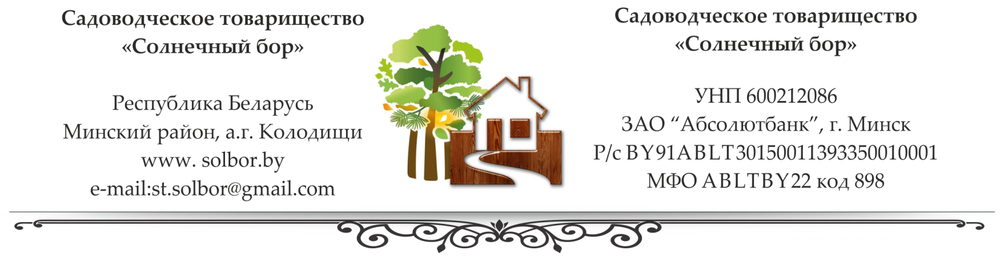 Садоводческое товарищество
«Солнечный бор»
Республика Беларусь
Минский район, а.г. Колодищи
www. solbor.by
e-mail:st.solbor@gmail.com
Садоводческое товарищество
«Солнечный бор»
УНП 600212086
ЗАО “Абсолютбанк”, г. Минск
Р/с BY91ABLT30150011393350010001
МФО ABLTBY22 код 898